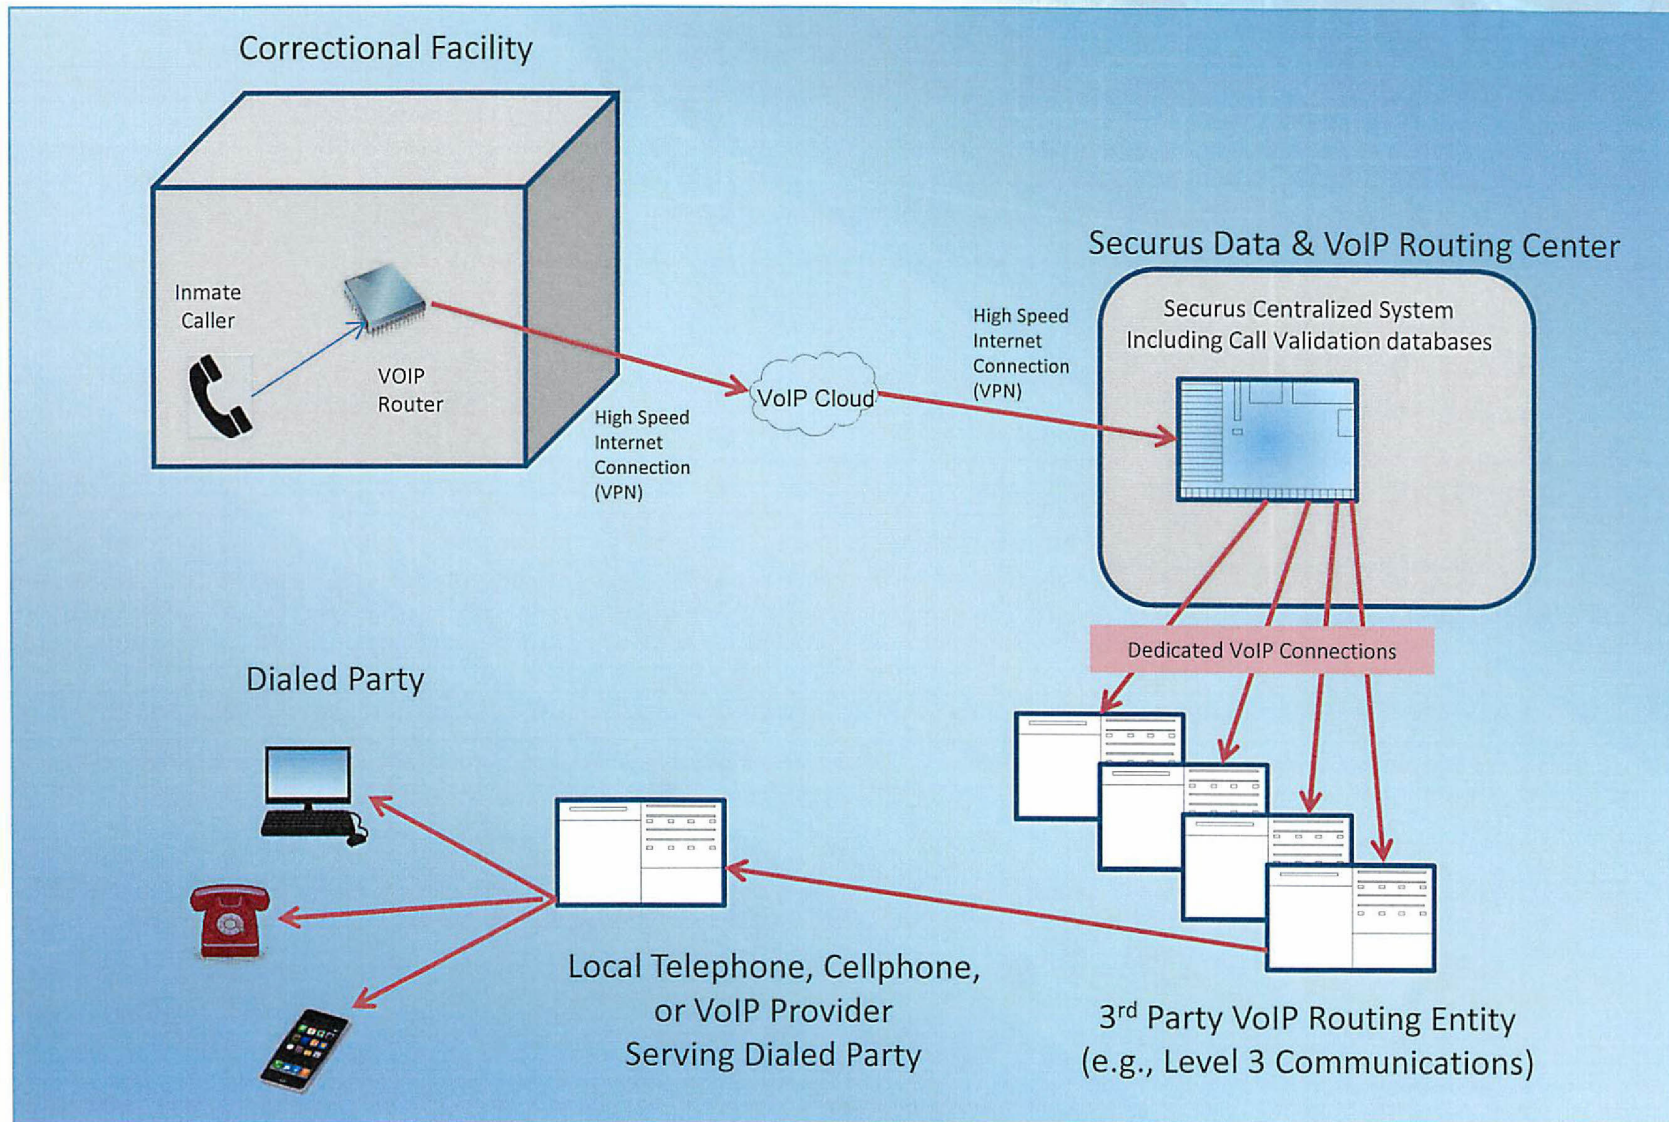 Correctional Facility
Inmate
Caller
VOIP
Router
High Speed
Internet
Connection
(VPN)
VoIP Cloud
High Speed
Internet
Connection
(VPN)
Securus Data & VoIP Routing Center
Securus Centralized System
Including Call Validation databases
Dedicated VoIP Connections
Dialed Party
Local Telephone, Cellphone,
or VoIP Provider
Serving Dialed Party
3rd Party VoIP Routing Entity
(e.g., Level 3 Communications)